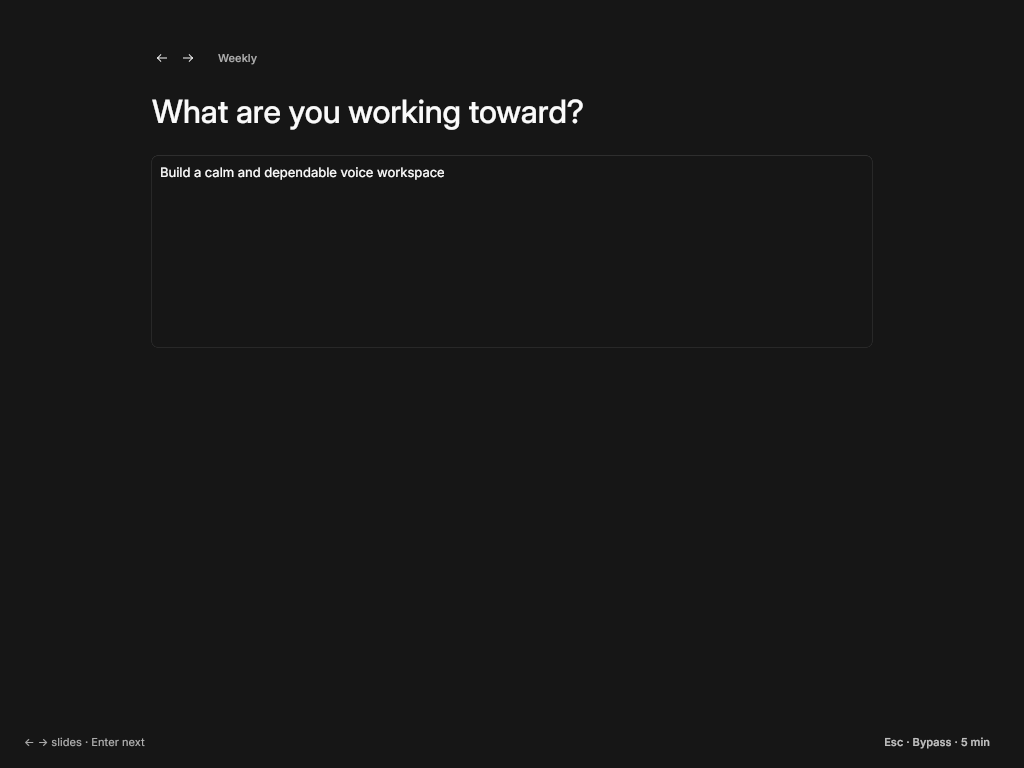 ← → Weekly
What are you working toward?
Build a calm and dependable voice workspace
← → slides · Enter next
Esc · Bypass · 5 min